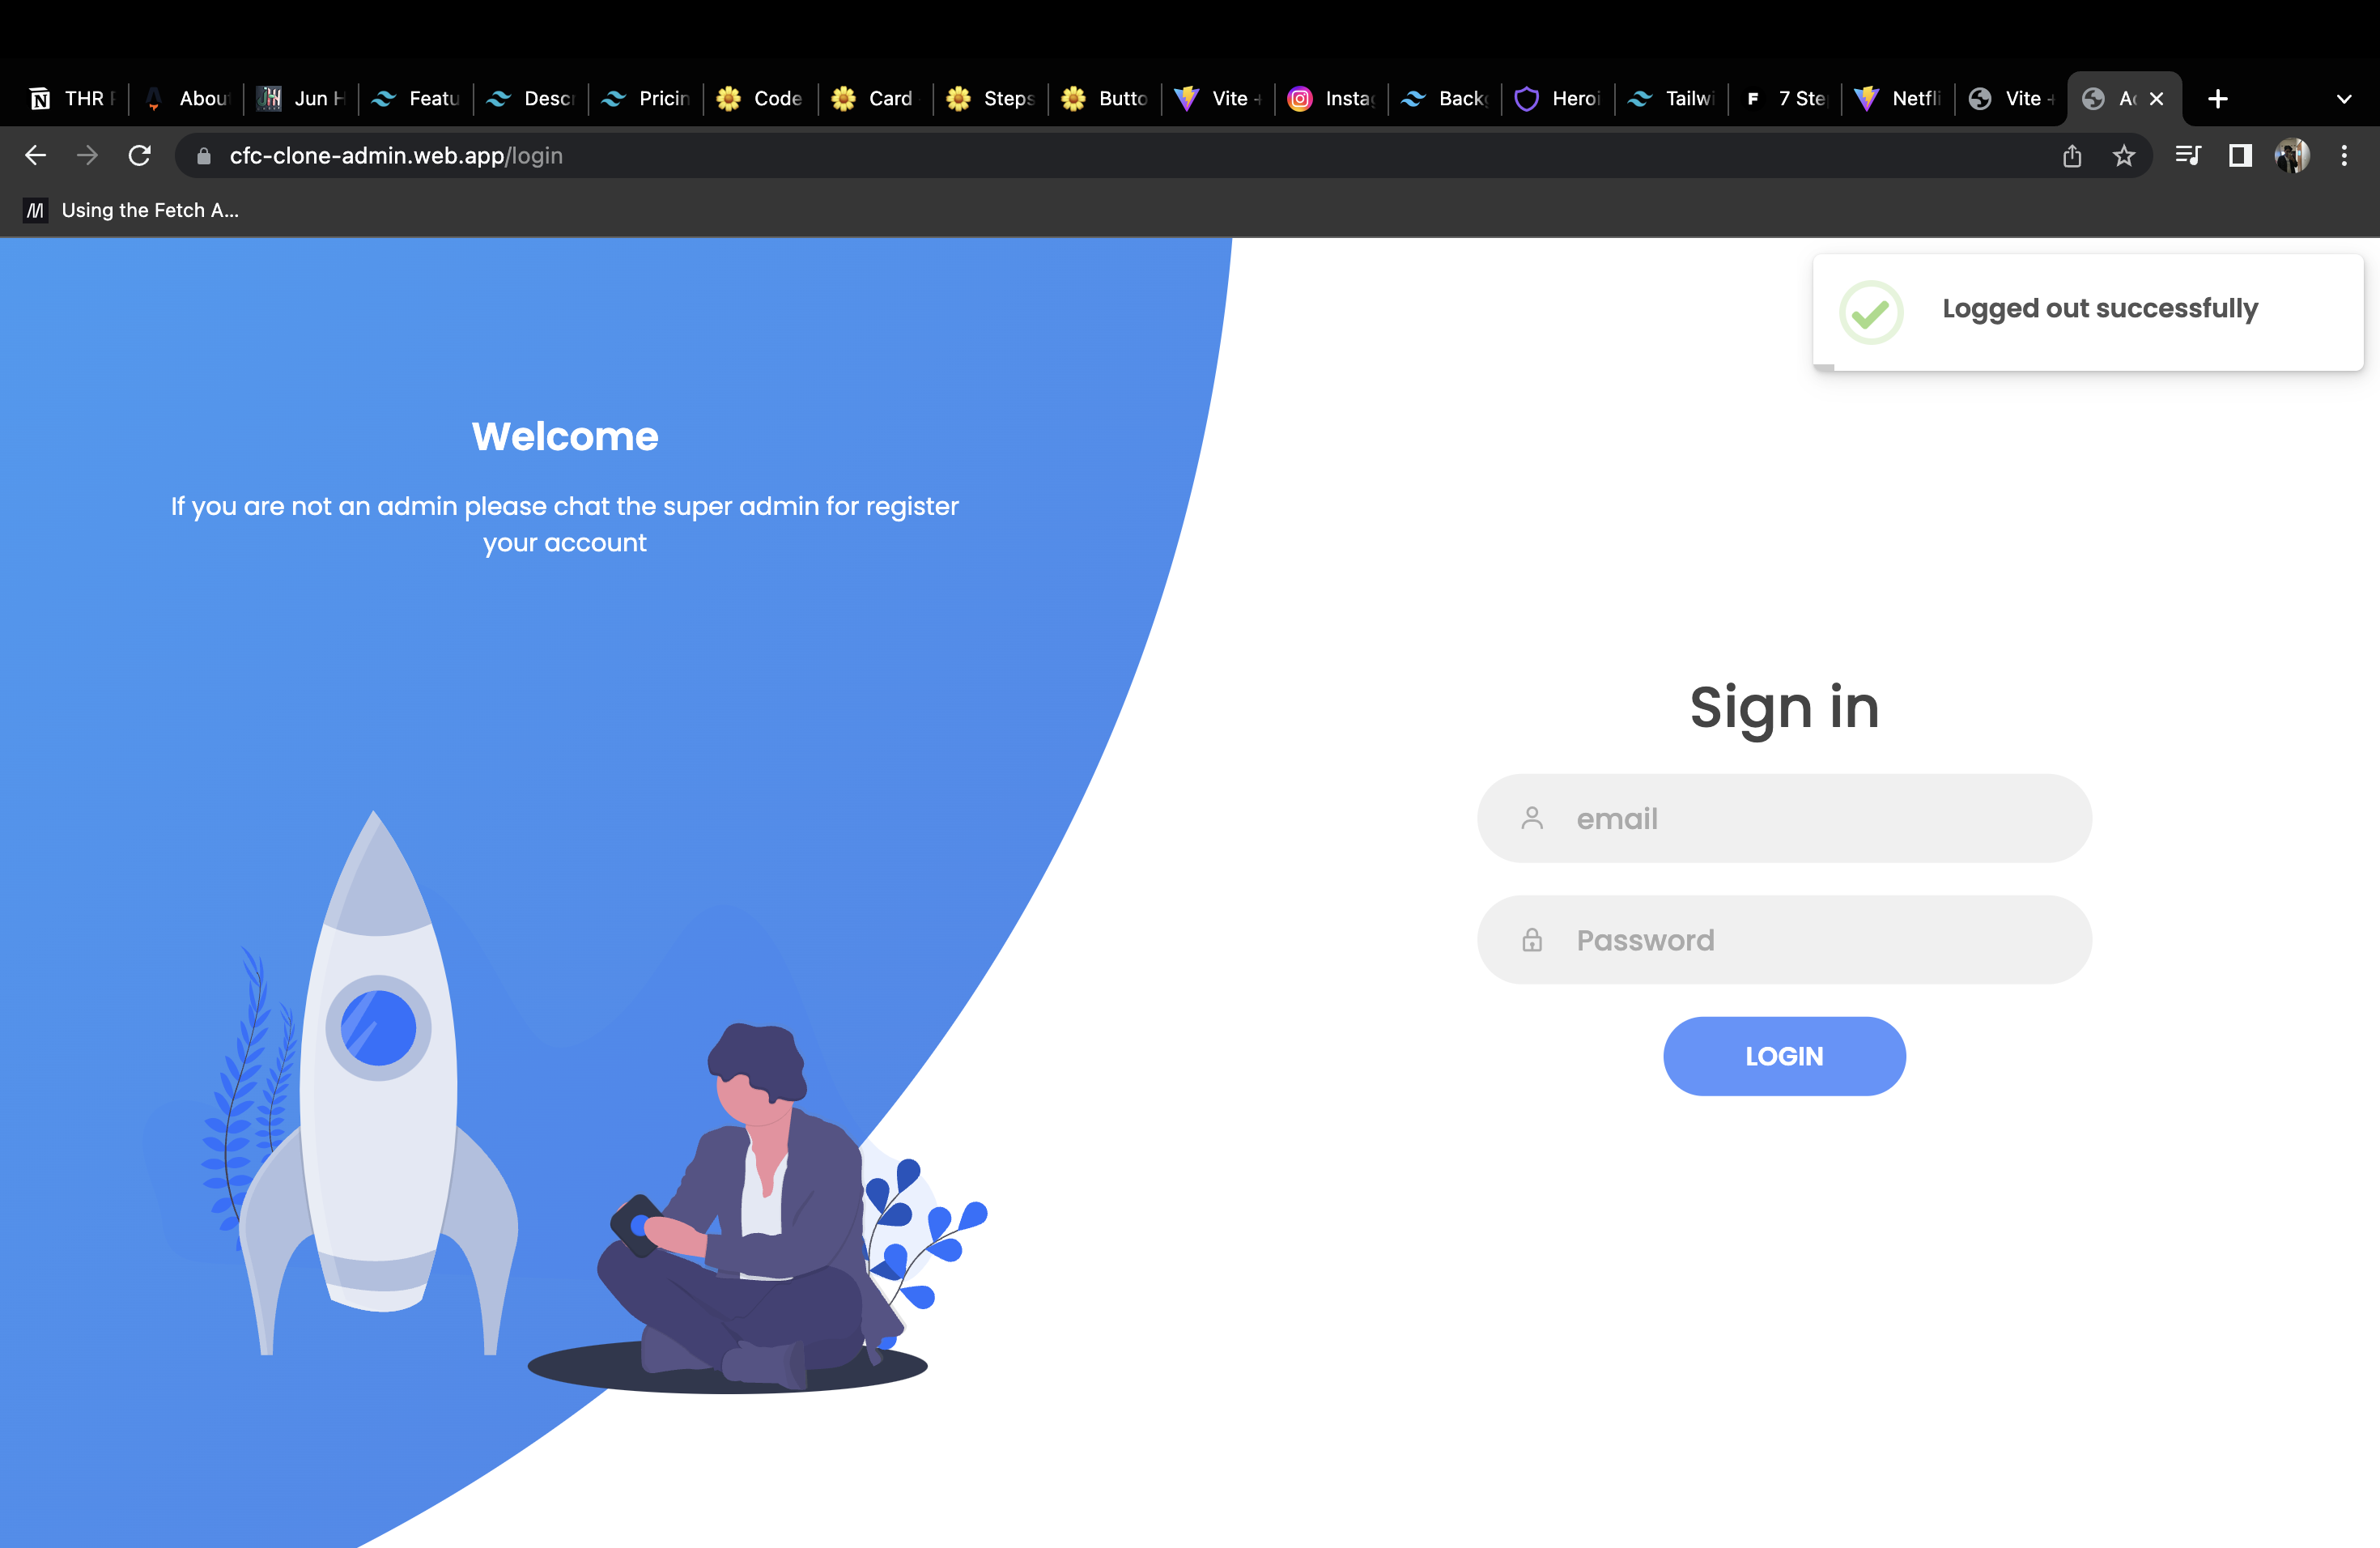 THR
Abou
Jun H
Featu
Descr
Pricin
Code
Card
Steps
Butto
Vite
Insta
Back
Heroi
Tailwi
F 7 Ste
Netfli
Vite
cfc-clone-admin.web.app/login
Using the Fetch A...
Logged out successfully
Welcome
If you are not an admin please chat the super admin for register
your account
Sign in
email
Password
LOGIN